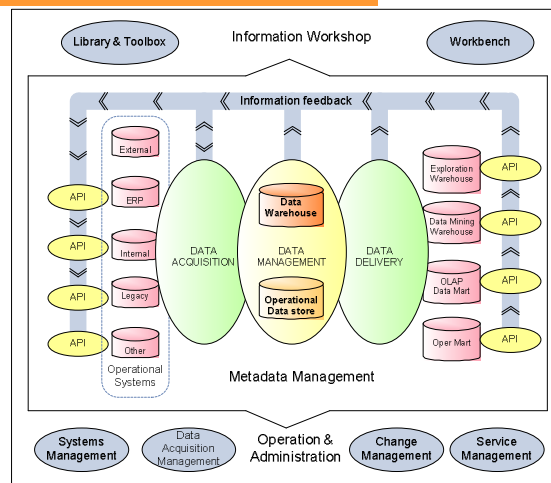 Library & Toolbox
Information Workshop
Workbench
Information feedback
External
ERP
Internal
Legacy
Other
Operational
Systems
API
API
API
API
DATA
ACQUISITION
Data
Warehouse
DATA
MANAGEMENT
Operational
Data store
DATA
DELIVERY
Exploration
Warehouse
Data Mining
Warehouse
OLAP
Data Mart
Oper Mart
API
API
API
API
Metadata Management
Systems
Management
Data
Acquisition
Management
Operation &
Administration
Change
Management
Service
Management